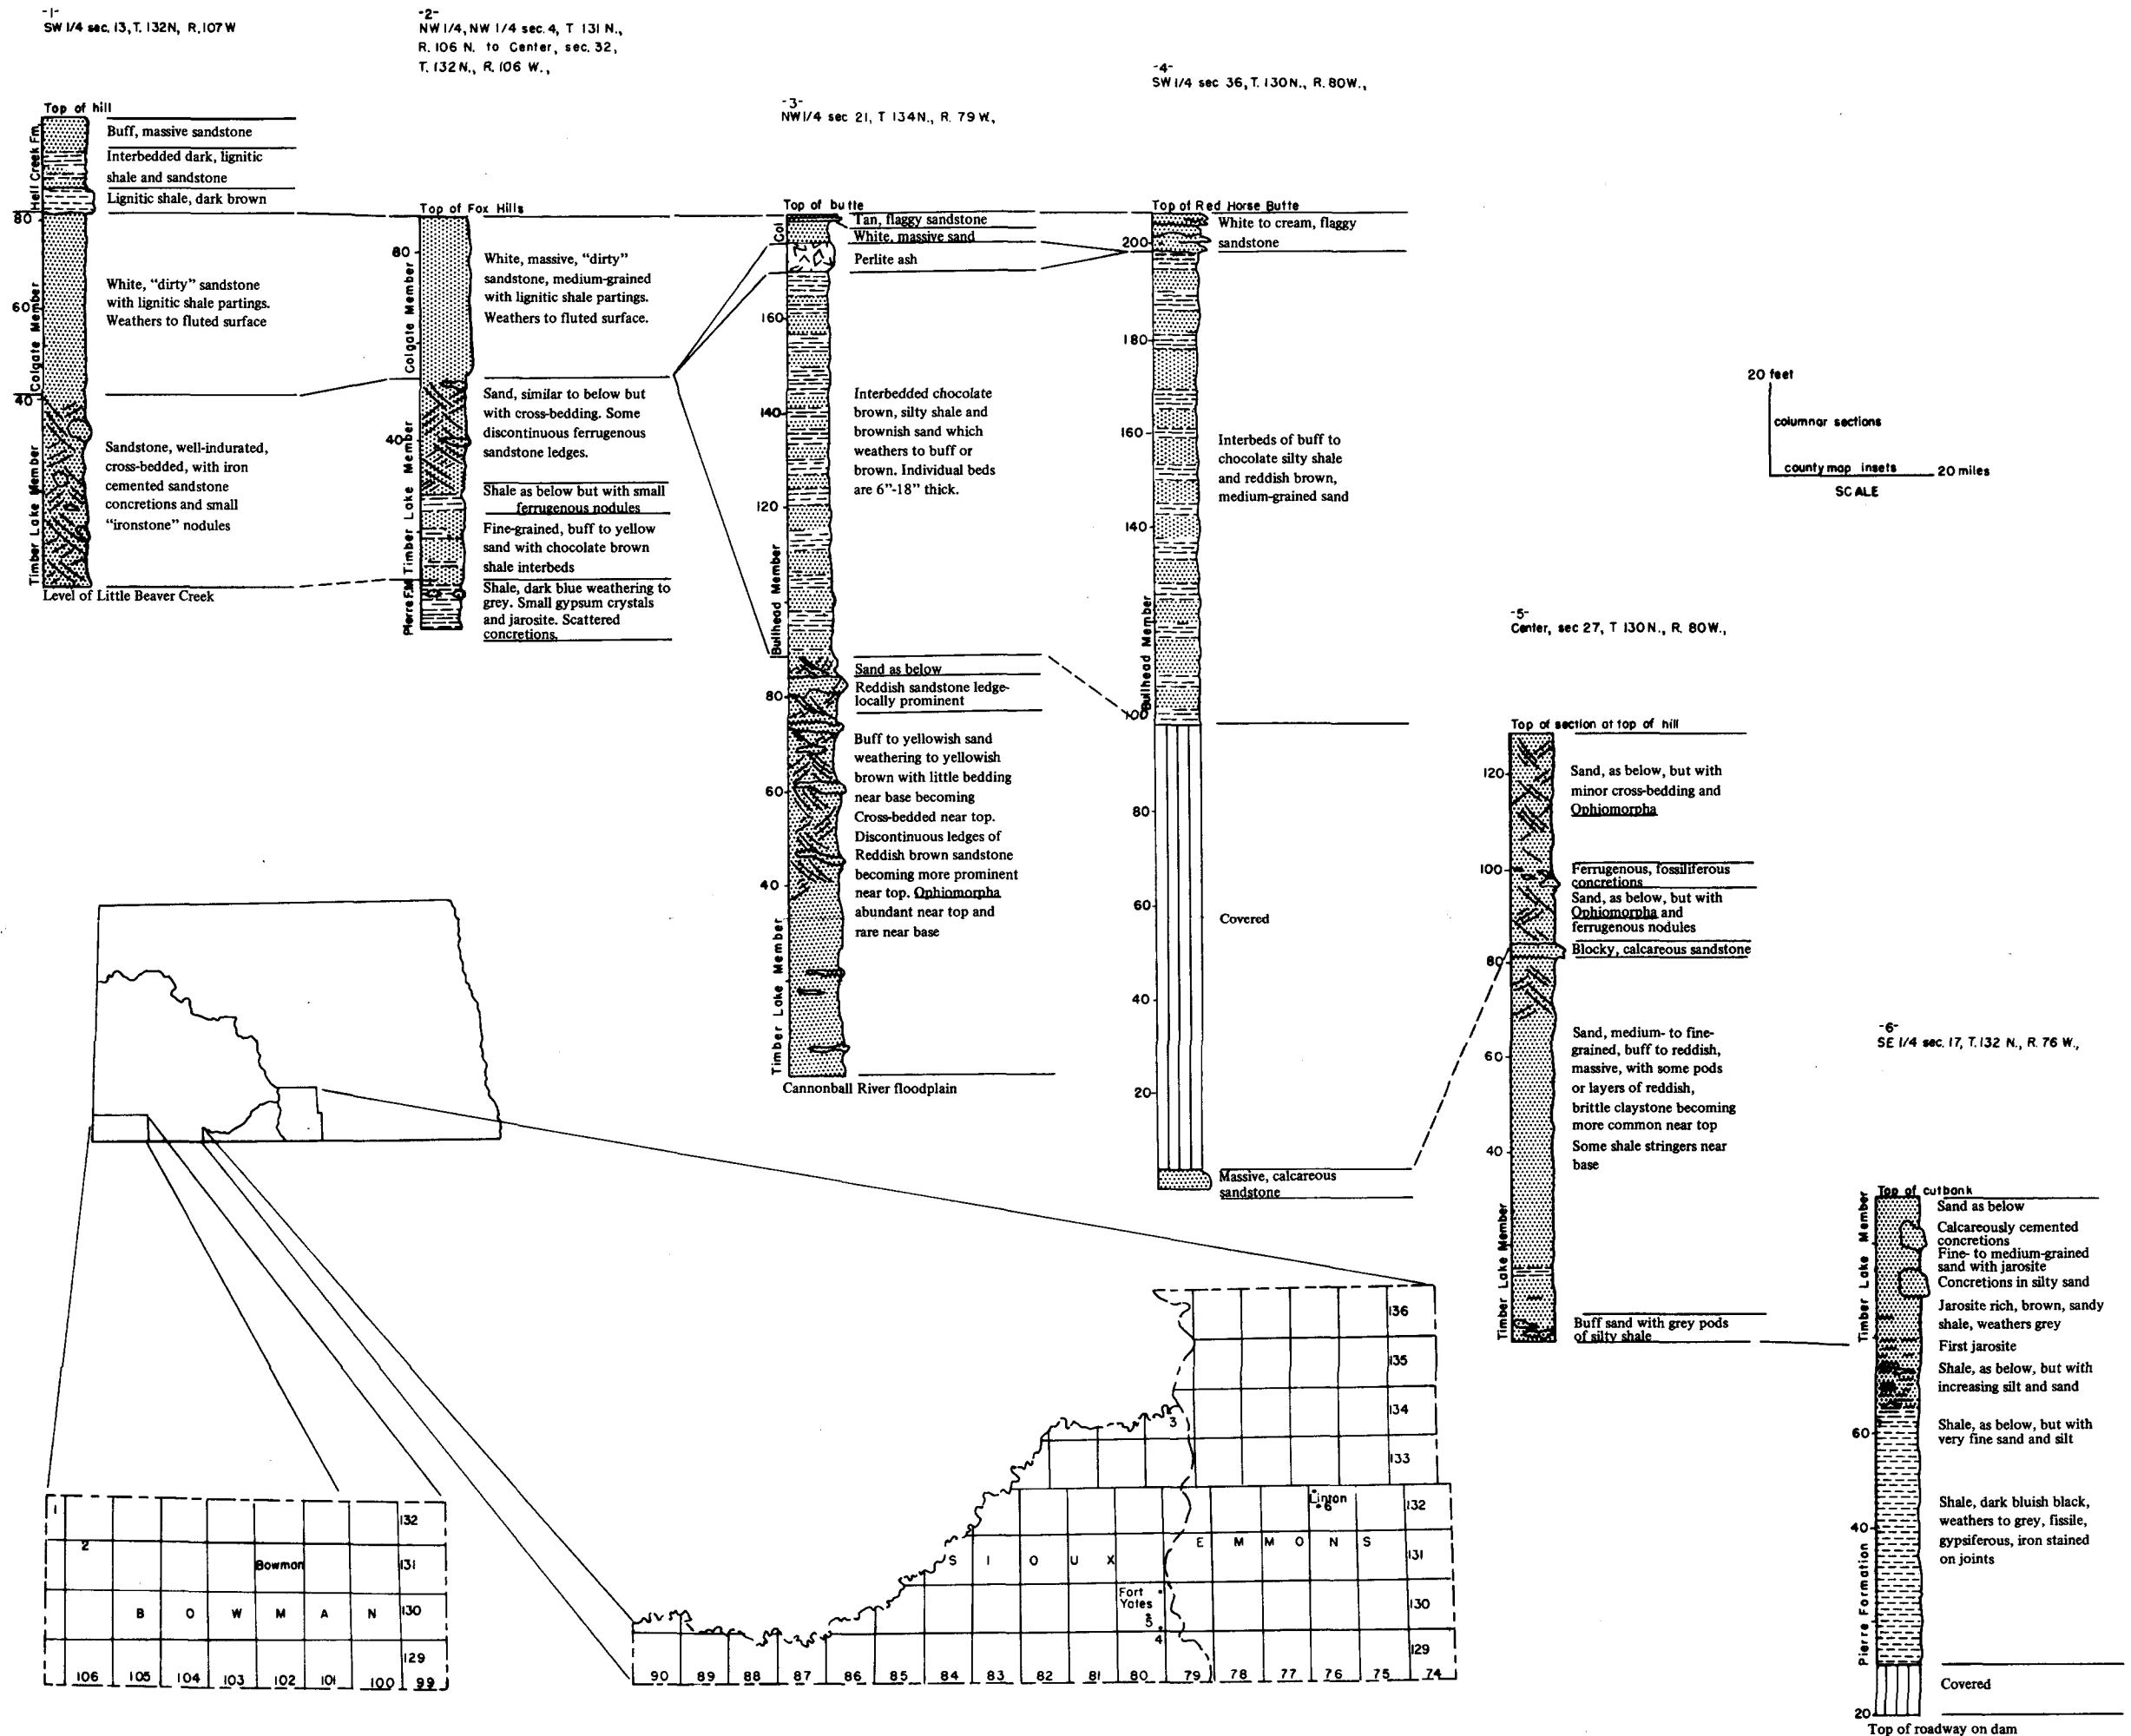 -1-
SW 1/4 sec. 13, T. 132N, R. 107 W
Top of hill
Hell Creek Fm.
Colgate Member
Timber Lake Member
80
60
40
Buff, massive sandstone
Interbedded dark, lignitic
shale and sandstone
Lignitic shale, dark brown
White, “dirty” sandstone
with lignitic shale partings.
Weathers to fluted surface
Sandstone, well-indurated,
cross-bedded, with iron
cemented sandstone
concretions and small
“ironstone” nodules
Level of Little Beaver Creek
-2-
NW 1/4, NW 1/4 sec. 4, T 131 N.,
R. 106 N. to Center, sec. 32,
T. 132 N., R. 106 W.,
Top of Fox Hills
Colgate Member
Timber Lake Member
Pierre FM
80
40
White, massive, “dirty”
sandstone, medium-grained
with lignitic shale partings.
Weathers to fluted surface.
Sand, similar to below but
with cross-bedding. Some
discontinuous ferrugenous
sandstone ledges.
Shale as below but with small
ferrugenous nodules
Fine-grained, buff to yellow
sand with chocolate brown
shale interbeds
Shale, dark blue weathering to
grey. Small gypsum crystals
and jarosite. Scattered
concretions.
-3-
NW 1/4 sec 21, T 134N., R. 79 W.,
Top of butte
Col
Bullhead Member
Timber Lake Member
160
140
120
80
60
40
Tan, flaggy sandstone
White, massive sand
Perlite ash
Interbedded chocolate
brown, silty shale and
brownish sand which
weathers to buff or
brown. Individual beds
are 6”-18” thick.
Sand as below
Reddish sandstone ledge-
locally prominent
Buff to yellowish sand
weathering to yellowish
brown with little bedding
near base becoming
Cross-bedded near top.
Discontinuous ledges of
Reddish brown sandstone
becoming more prominent
near top. Ophiomorpha
abundant near top and
rare near base
Cannonball River floodplain
-4-
SW 1/4 sec 36, T. 130 N., R. 80W.,
Top of Red Horse Butte
Bullhead Member
200
180
160
140
100
80
60
40
20
White to cream, flaggy
sandstone
Interbeds of buff to
chocolate silty shale
and reddish brown,
medium-grained sand
Covered
Massive, calcareous
sandstone
20 feet
columnar sections
county map insets
20 miles
SCALE
-5-
Center, sec 27, T 130 N., R. 80 W.,
Top of section at top of hill
Timber Lake Member
120
100
80
60
40
Sand, as below, but with
minor cross-bedding and
Ophiomorpha
Ferrugenous, fossiliferous
concretions
Sand, as below, but with
Ophiomorpha and
ferrugenous nodules
Blocky, calcareous sandstone
Sand, medium- to fine-
grained, buff to reddish,
massive, with some pods
or layers of reddish,
brittle claystone becoming
more common near top
Some shale stringers near
base
Buff sand with grey pods
of silty shale
-6-
SE 1/4 sec. 17, T. 132 N., R. 76 W.,
Top of cutbank
Timber Lake Member
Pierre Formation
60
40
20
Sand as below
Calcareously cemented
concretions
Fine- to medium-grained
sand with jarosite
Concretions in silty sand
Jarosite rich, brown, sandy
shale, weathers grey
First jarosite
Shale, as below, but with
increasing silt and sand
Shale, as below, but with
very fine sand and silt
Shale, dark bluish black,
weathers to grey, fissile,
gypsiferous, iron stained
on joints
Covered
Top of roadway on dam
1
2
Bowman
BOWMAN
132
131
130
129
106 105 104 103 102 101 100 99
136
135
134
133
132
131
130
129
3
Linton
6
SIOUX
EMMONS
Fort
Yates
5
4
90 89 88 87 86 85 84 83 82 81 80 79 78 77 76 75 74